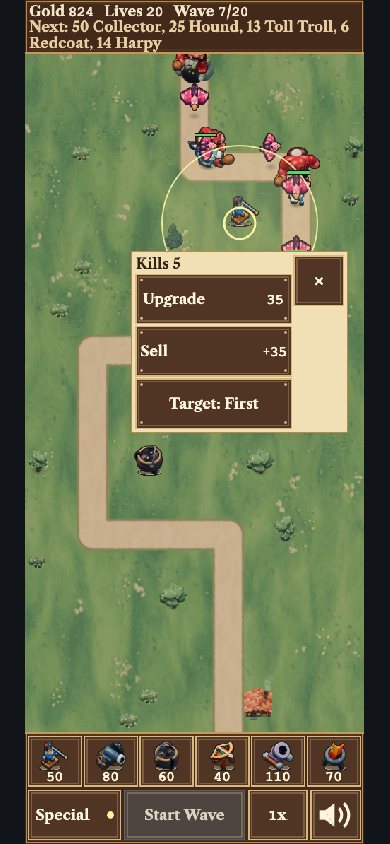 Gold 824 Lives 20 Wave 7/20
Next: 50 Collector, 25 Hound, 13 Toll Troll, 6
Redcoat, 14 Harpy
Kills 5
×
Upgrade 35
Sell +35
Target: First
50 80 60 40 110 70
Special Start Wave 1x